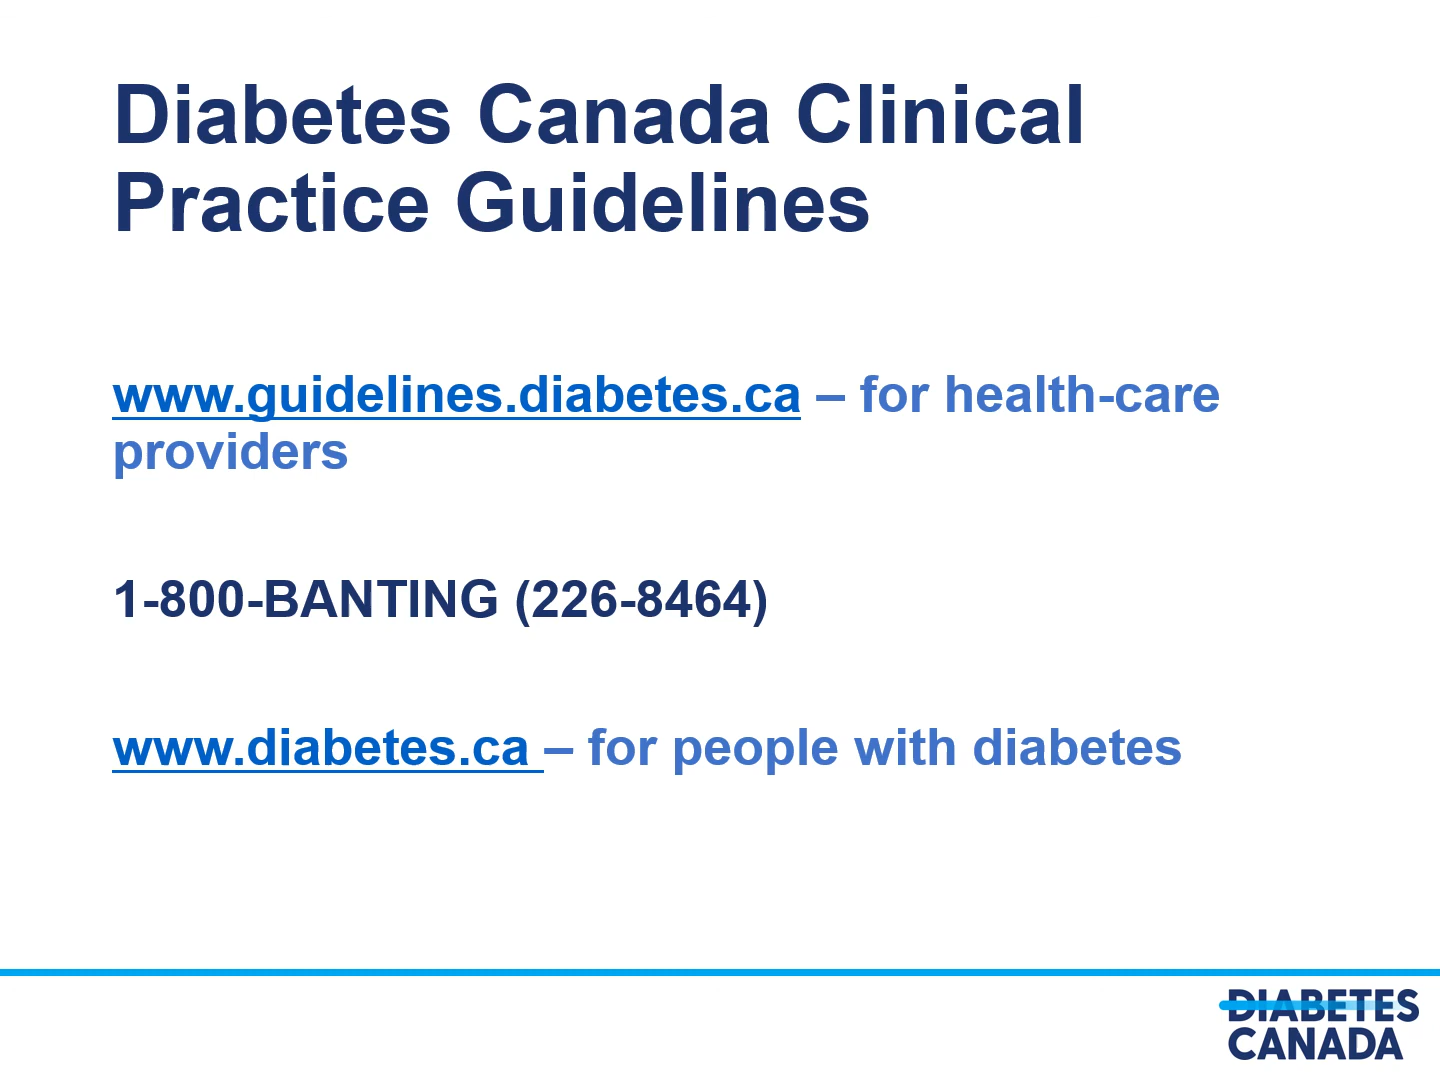 Diabetes Canada Clinical
Practice Guidelines
www.guidelines.diabetes.ca – for health-care
providers
1-800-BANTING (226-8464)
www.diabetes.ca – for people with diabetes
DIABETES
CANADA